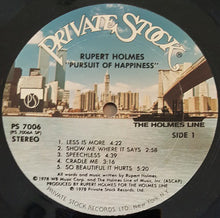 PRIVATE STOCK
RUPERT HOLMES
"PURSUIT OF HAPPINESS"
PS 7006
(PS 7006A SP)
STEREO
THE HOLMES LINE
SIDE 1
1. LESS IS MORE 4:22
2. SHOW ME WHERE IT SAYS 2:58
3. SPEECHLESS 4:39
4. CRADLE ME 3:16
5. SO BEAUTIFUL IT HURTS 5:20
All words and music written by Rupert Holmes.
© 1978 WB Music Corp. and The Holmes Line of Music, Inc. (ASCAP)
PRODUCED BY RUPERT HOLMES FOR THE HOLMES LINE
℗ 1978 Private Stock Records, Ltd.
PRIVATE STOCK RECORDS, LTD.